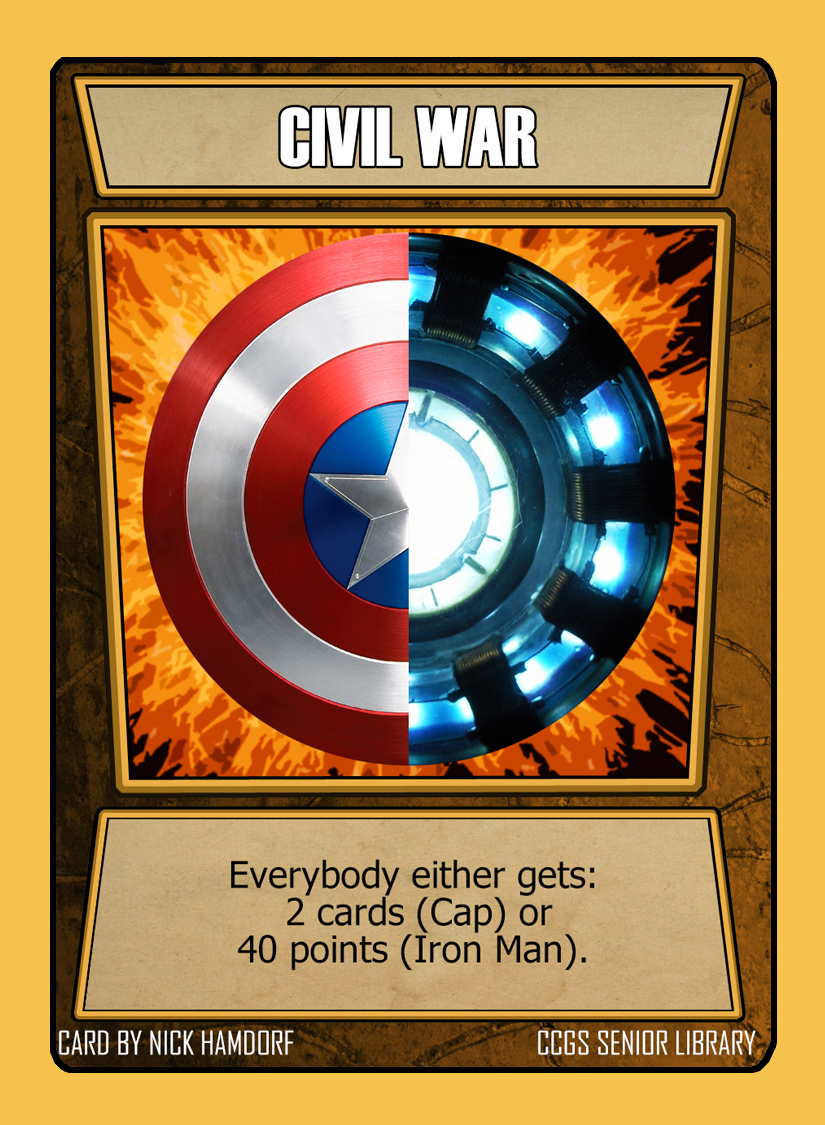 CIVIL WAR
Everybody either gets:
2 cards (Cap) or
40 points (Iron Man).
CARD BY NICK HAMDORF
CCGS SENIOR LIBRARY